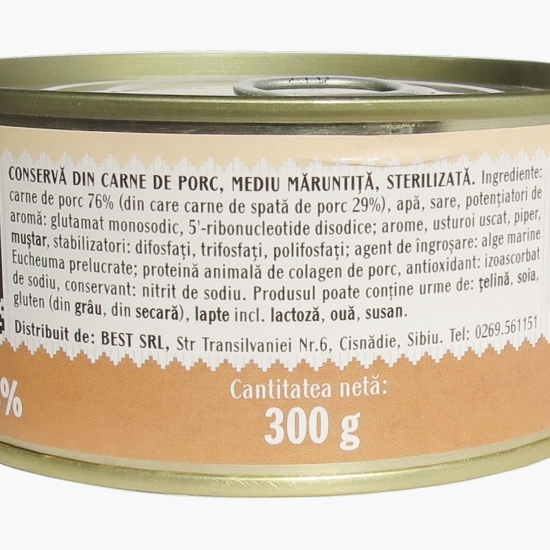 CONSERVĂ DIN CARNE DE PORC, MEDIU MĂRUNTIȚĂ, STERILIZATĂ. Ingrediente:
carne de porc 76% (din care carne de spată de porc 29%), apă, sare, potențiatori de
aromă: glutamat monosodic, 5'-ribonucleotide disodice; arome, usturoi uscat, piper,
muștar, stabilizatori: difosfați, trifosfați, polifosfați; agent de îngroșare: alge marine
Eucheuma prelucrate; proteină animală de colagen de porc, antioxidant: izoascorbat
de sodiu, conservant: nitrit de sodiu. Produsul poate conține urme de: țelină, soia,
gluten (din grâu, din secară), lapte incl. lactoză, ouă, susan.
Distribuit de: BEST SRL, Str Transilvaniei Nr.6, Cisnădie, Sibiu. Tel: 0269.561151
%
Cantitatea netă:
300 g